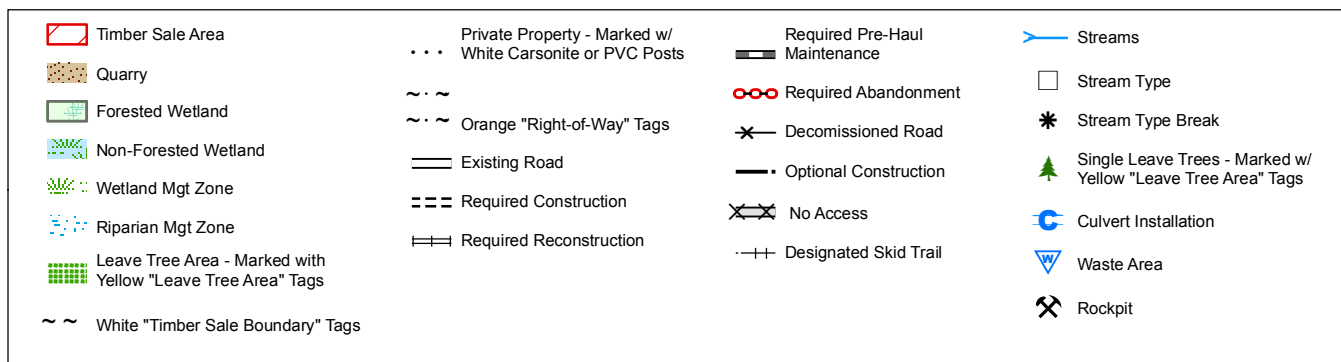 Timber Sale Area
Quarry
Forested Wetland
Non-Forested Wetland
Wetland Mgt Zone
Riparian Mgt Zone
Leave Tree Area - Marked with
Yellow "Leave Tree Area" Tags
White "Timber Sale Boundary" Tags
Private Property - Marked w/
White Carsonite or PVC Posts
Orange "Right-of-Way" Tags
Existing Road
Required Construction
Required Reconstruction
Required Pre-Haul
Maintenance
Required Abandonment
Decomissioned Road
Optional Construction
No Access
Designated Skid Trail
Streams
Stream Type
Stream Type Break
Single Leave Trees - Marked w/
Yellow "Leave Tree Area" Tags
C
Culvert Installation
W
Waste Area
Rockpit